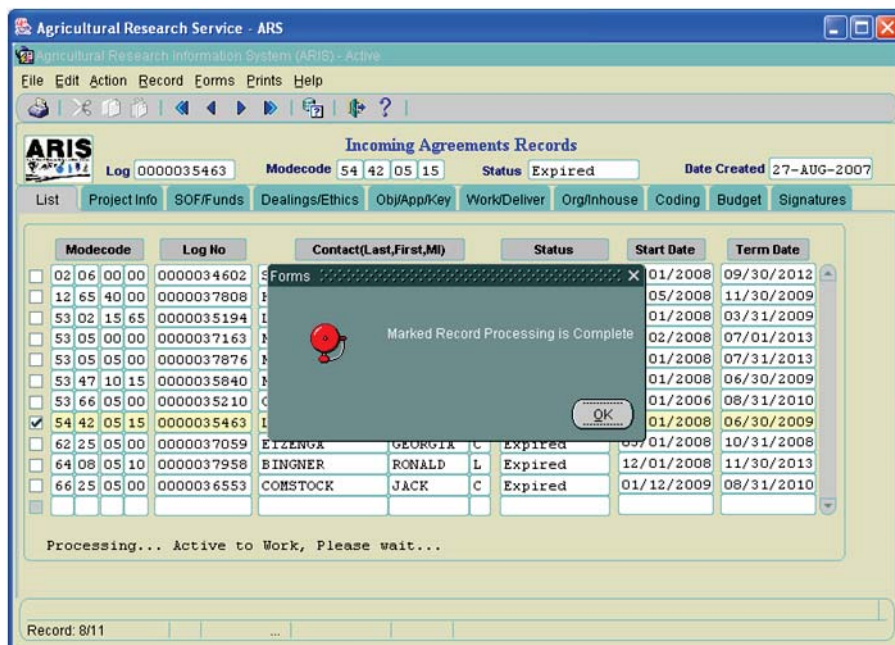 Agricultural Research Service - ARS
Agricultural Research Information System (ARIS) - Active
File Edit Action Record Forms Prints Help
ARIS
Incoming Agreements Records
Log 0000035463 Modecode 54 42 05 15 Status Expired Date Created 27-AUG-2007
List Project Info SOF/Funds Dealings/Ethics Obj/App/Key Work/Deliver Org/Inhouse Coding Budget Signatures
Modecode Log No Contact(Last,First,MI) Status Start Date Term Date
02 06 00 00 0000034602 01/2008 09/30/2012
12 65 40 00 0000037808 05/2008 11/30/2009
53 02 15 65 0000035194 01/2008 03/31/2009
53 05 00 00 0000037163 02/2008 07/01/2013
53 05 05 00 0000037876 01/2008 07/31/2013
53 47 10 15 0000035840 01/2008 06/30/2009
53 66 05 00 0000035210 01/2006 08/31/2010
54 42 05 15 0000035463 01/2008 06/30/2009
62 25 05 00 0000037059 EIZENGA GEORGIA C Expired 05/01/2008 10/31/2008
64 08 05 10 0000037958 BINGNER RONALD L Expired 12/01/2008 11/30/2013
66 25 05 00 0000036553 COMSTOCK JACK C Expired 01/12/2009 08/31/2010
Forms
Marked Record Processing is Complete
OK
Processing... Active to Work, Please wait...
Record: 8/11 ...